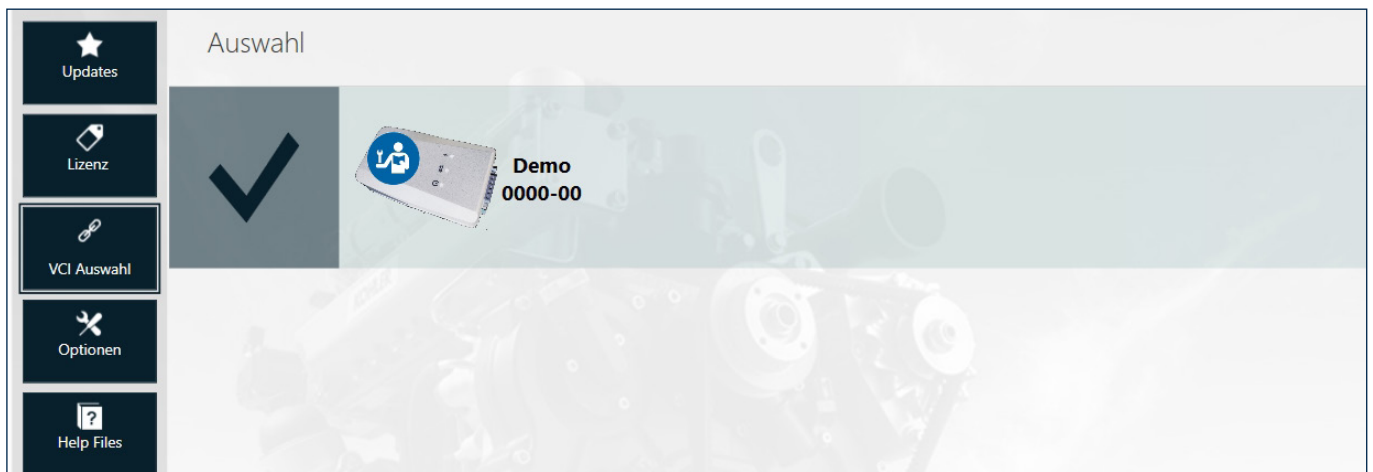 Updates
Lizenz
VCI Auswahl
Optionen
Help Files
Auswahl
Demo
0000-00